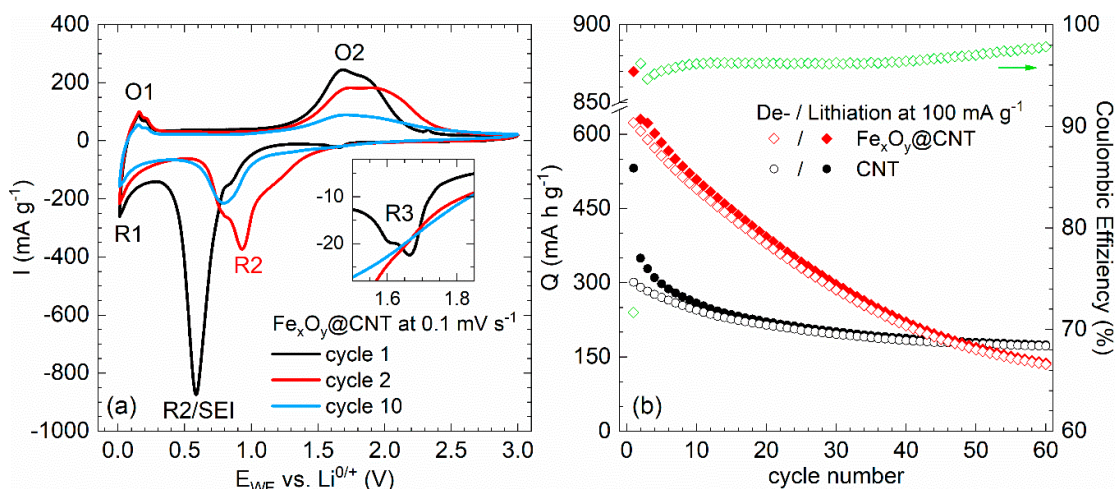 400
200
0
-200
-400
-600
-800
-1000
I (mA g⁻¹)
O1
O2
R1
R2
R3
R2/SEI
-10
-20
1.6
1.8
FeₓOᵧ@CNT at 0.1 mV s⁻¹
cycle 1
cycle 2
cycle 10
(a)
0.0
0.5
1.0
1.5
2.0
2.5
3.0
E_WE vs. Li⁰ᐟ⁺ (V)
900
850
600
450
300
150
0
Q (mA h g⁻¹)
De- / Lithiation at 100 mA g⁻¹
/ FeₓOᵧ@CNT
/ CNT
(b)
0
10
20
30
40
50
60
cycle number
100
90
80
70
60
Coulombic Effiziency (%)